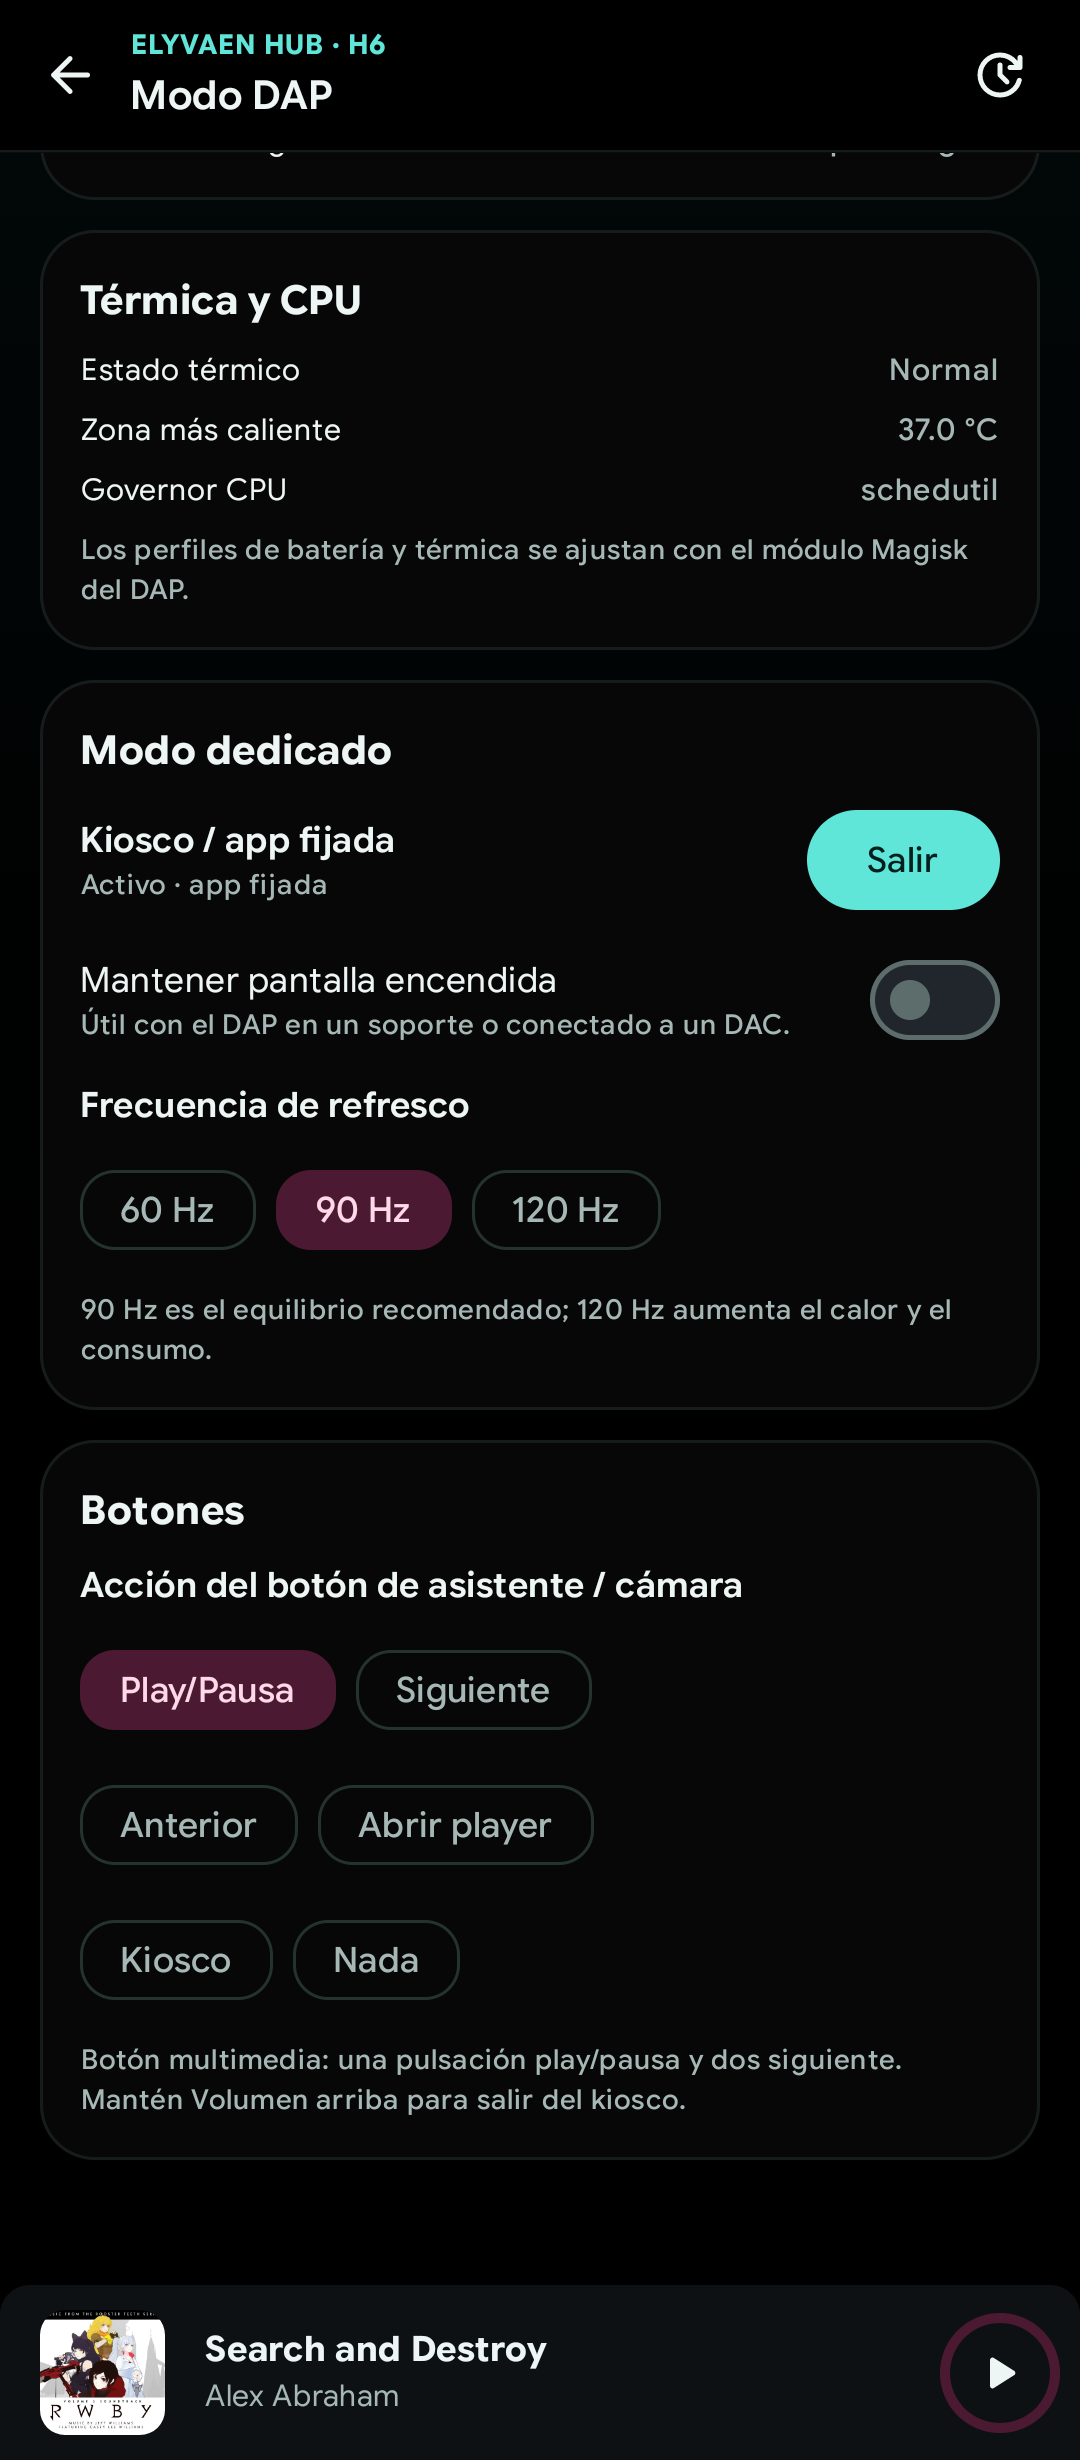 ELYVAEN HUB · H6
Modo DAP
Térmica y CPU
Estado térmico Normal
Zona más caliente 37.0 °C
Governor CPU schedutil
Los perfiles de batería y térmica se ajustan con el módulo Magisk
del DAP.
Modo dedicado
Kiosco / app fijada
Activo · app fijada
Salir
Mantener pantalla encendida
Útil con el DAP en un soporte o conectado a un DAC.
Frecuencia de refresco
60 Hz 90 Hz 120 Hz
90 Hz es el equilibrio recomendado; 120 Hz aumenta el calor y el
consumo.
Botones
Acción del botón de asistente / cámara
Play/Pausa Siguiente
Anterior Abrir player
Kiosco Nada
Botón multimedia: una pulsación play/pausa y dos siguiente.
Mantén Volumen arriba para salir del kiosco.
RWBY
Search and Destroy
Alex Abraham